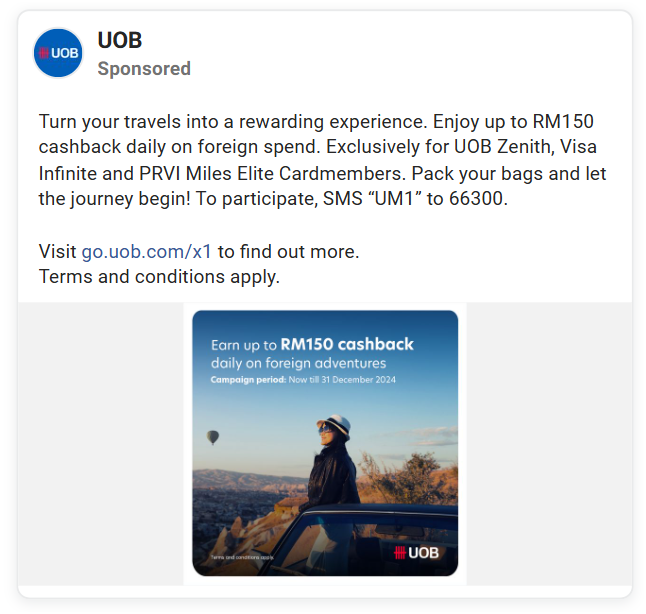 UOB
UOB
Sponsored
Turn your travels into a rewarding experience. Enjoy up to RM150
cashback daily on foreign spend. Exclusively for UOB Zenith, Visa
Infinite and PRVI Miles Elite Cardmembers. Pack your bags and let
the journey begin! To participate, SMS “UM1” to 66300.
Visit go.uob.com/x1 to find out more.
Terms and conditions apply.
Earn up to RM150 cashback
daily on foreign adventures
Campaign period: Now till 31 December 2024
Terms and conditions apply.
UOB